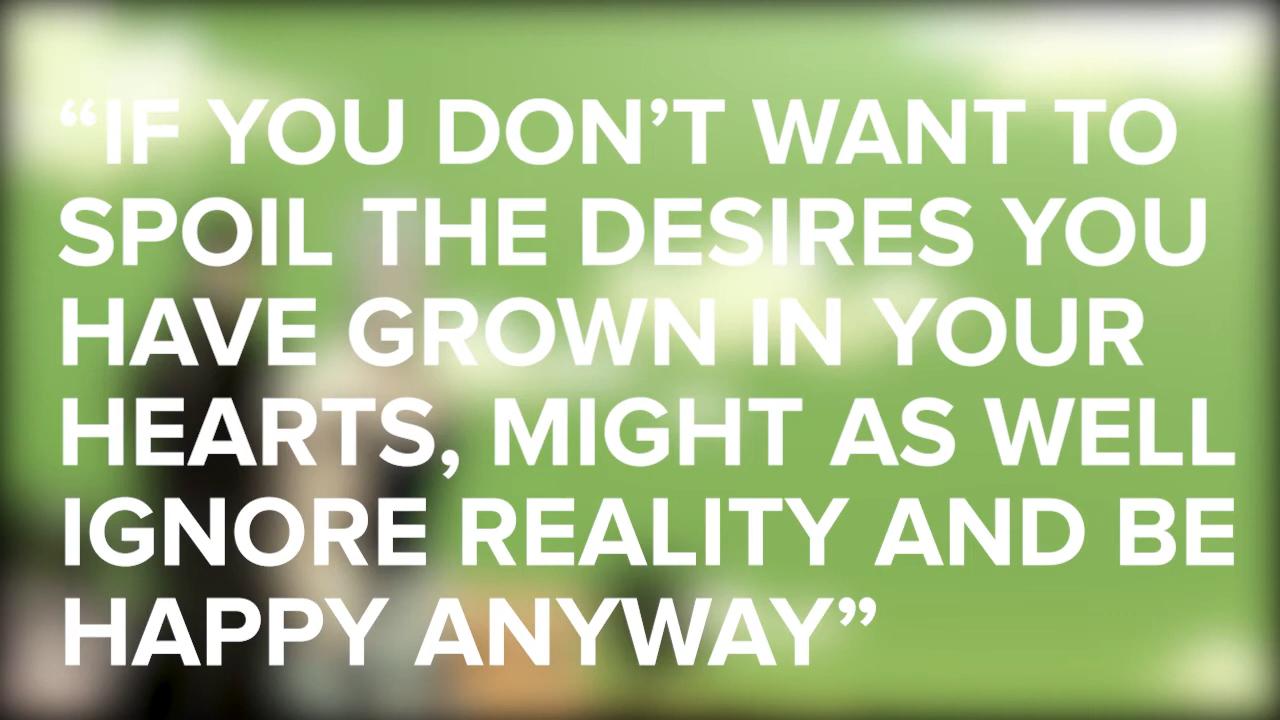 “IF YOU DON’T WANT TO
SPOIL THE DESIRES YOU
HAVE GROWN IN YOUR
HEARTS, MIGHT AS WELL
IGNORE REALITY AND BE
HAPPY ANYWAY”